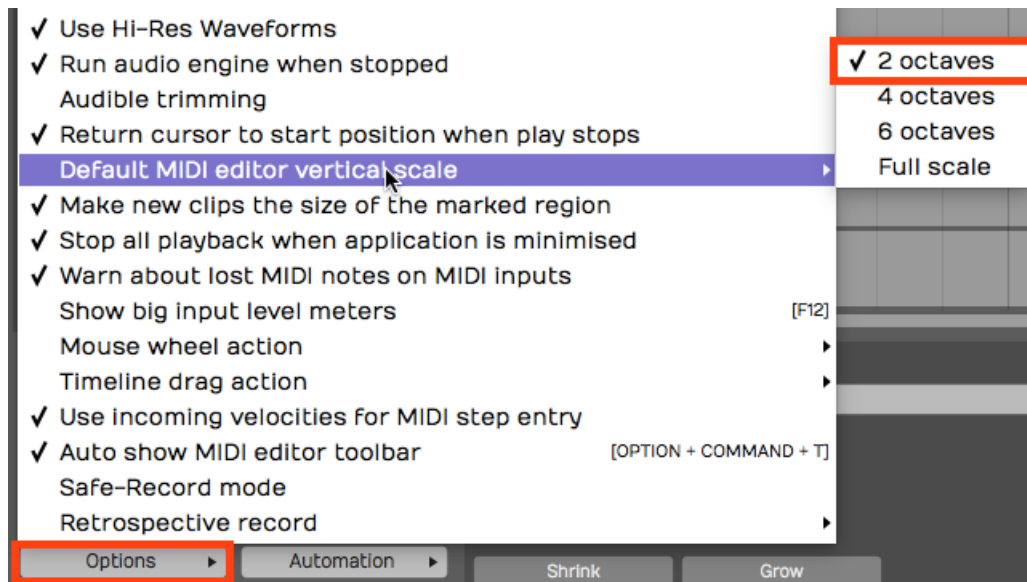 ✓ Use Hi-Res Waveforms
✓ Run audio engine when stopped
Audible trimming
✓ Return cursor to start position when play stops
Default MIDI editor vertical scale
✓ Make new clips the size of the marked region
✓ Stop all playback when application is minimised
✓ Warn about lost MIDI notes on MIDI inputs
Show big input level meters [F12]
Mouse wheel action
Timeline drag action
✓ Use incoming velocities for MIDI step entry
✓ Auto show MIDI editor toolbar [OPTION + COMMAND + T]
Safe-Record mode
Retrospective record
✓ 2 octaves
4 octaves
6 octaves
Full scale
Options
Automation
Shrink
Grow